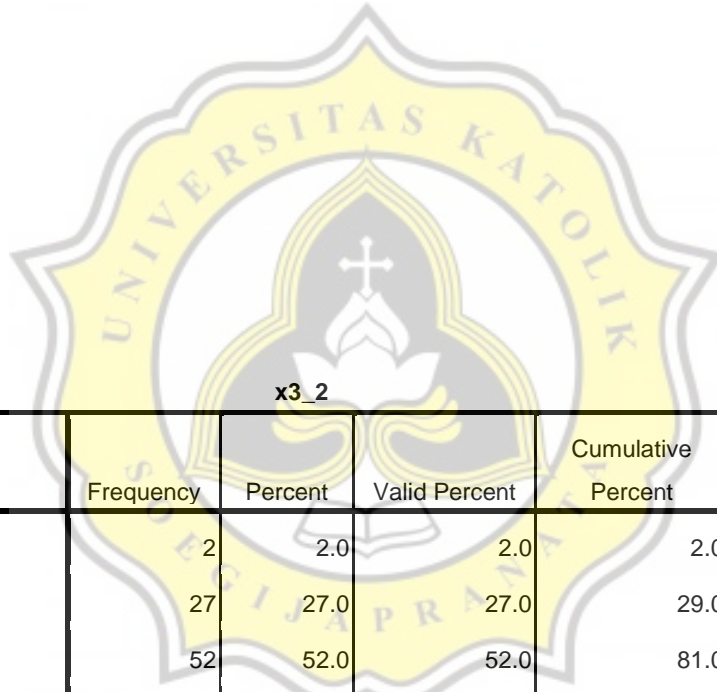 UNIVERSITAS KATOLIK
SOEGIJAPRANATA
x3_2
Frequency Percent Valid Percent Cumulative Percent
2 2.0 2.0 2.0
27 27.0 27.0 29.0
52 52.0 52.0 81.0